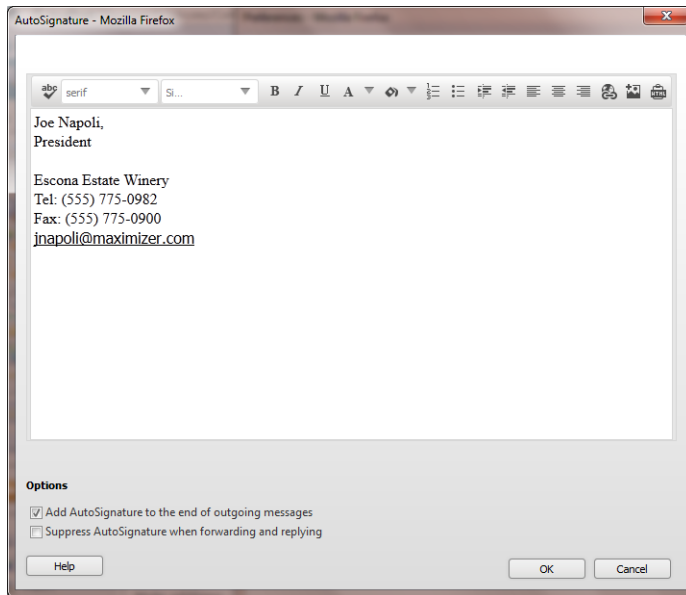 AutoSignature - Mozilla Firefox
abc
serif
Si...
B I U A
HTML
Joe Napoli,
President
Escona Estate Winery
Tel: (555) 775-0982
Fax: (555) 775-0900
jnapoli@maximizer.com
Options
Add AutoSignature to the end of outgoing messages
Suppress AutoSignature when forwarding and replying
Help
OK
Cancel